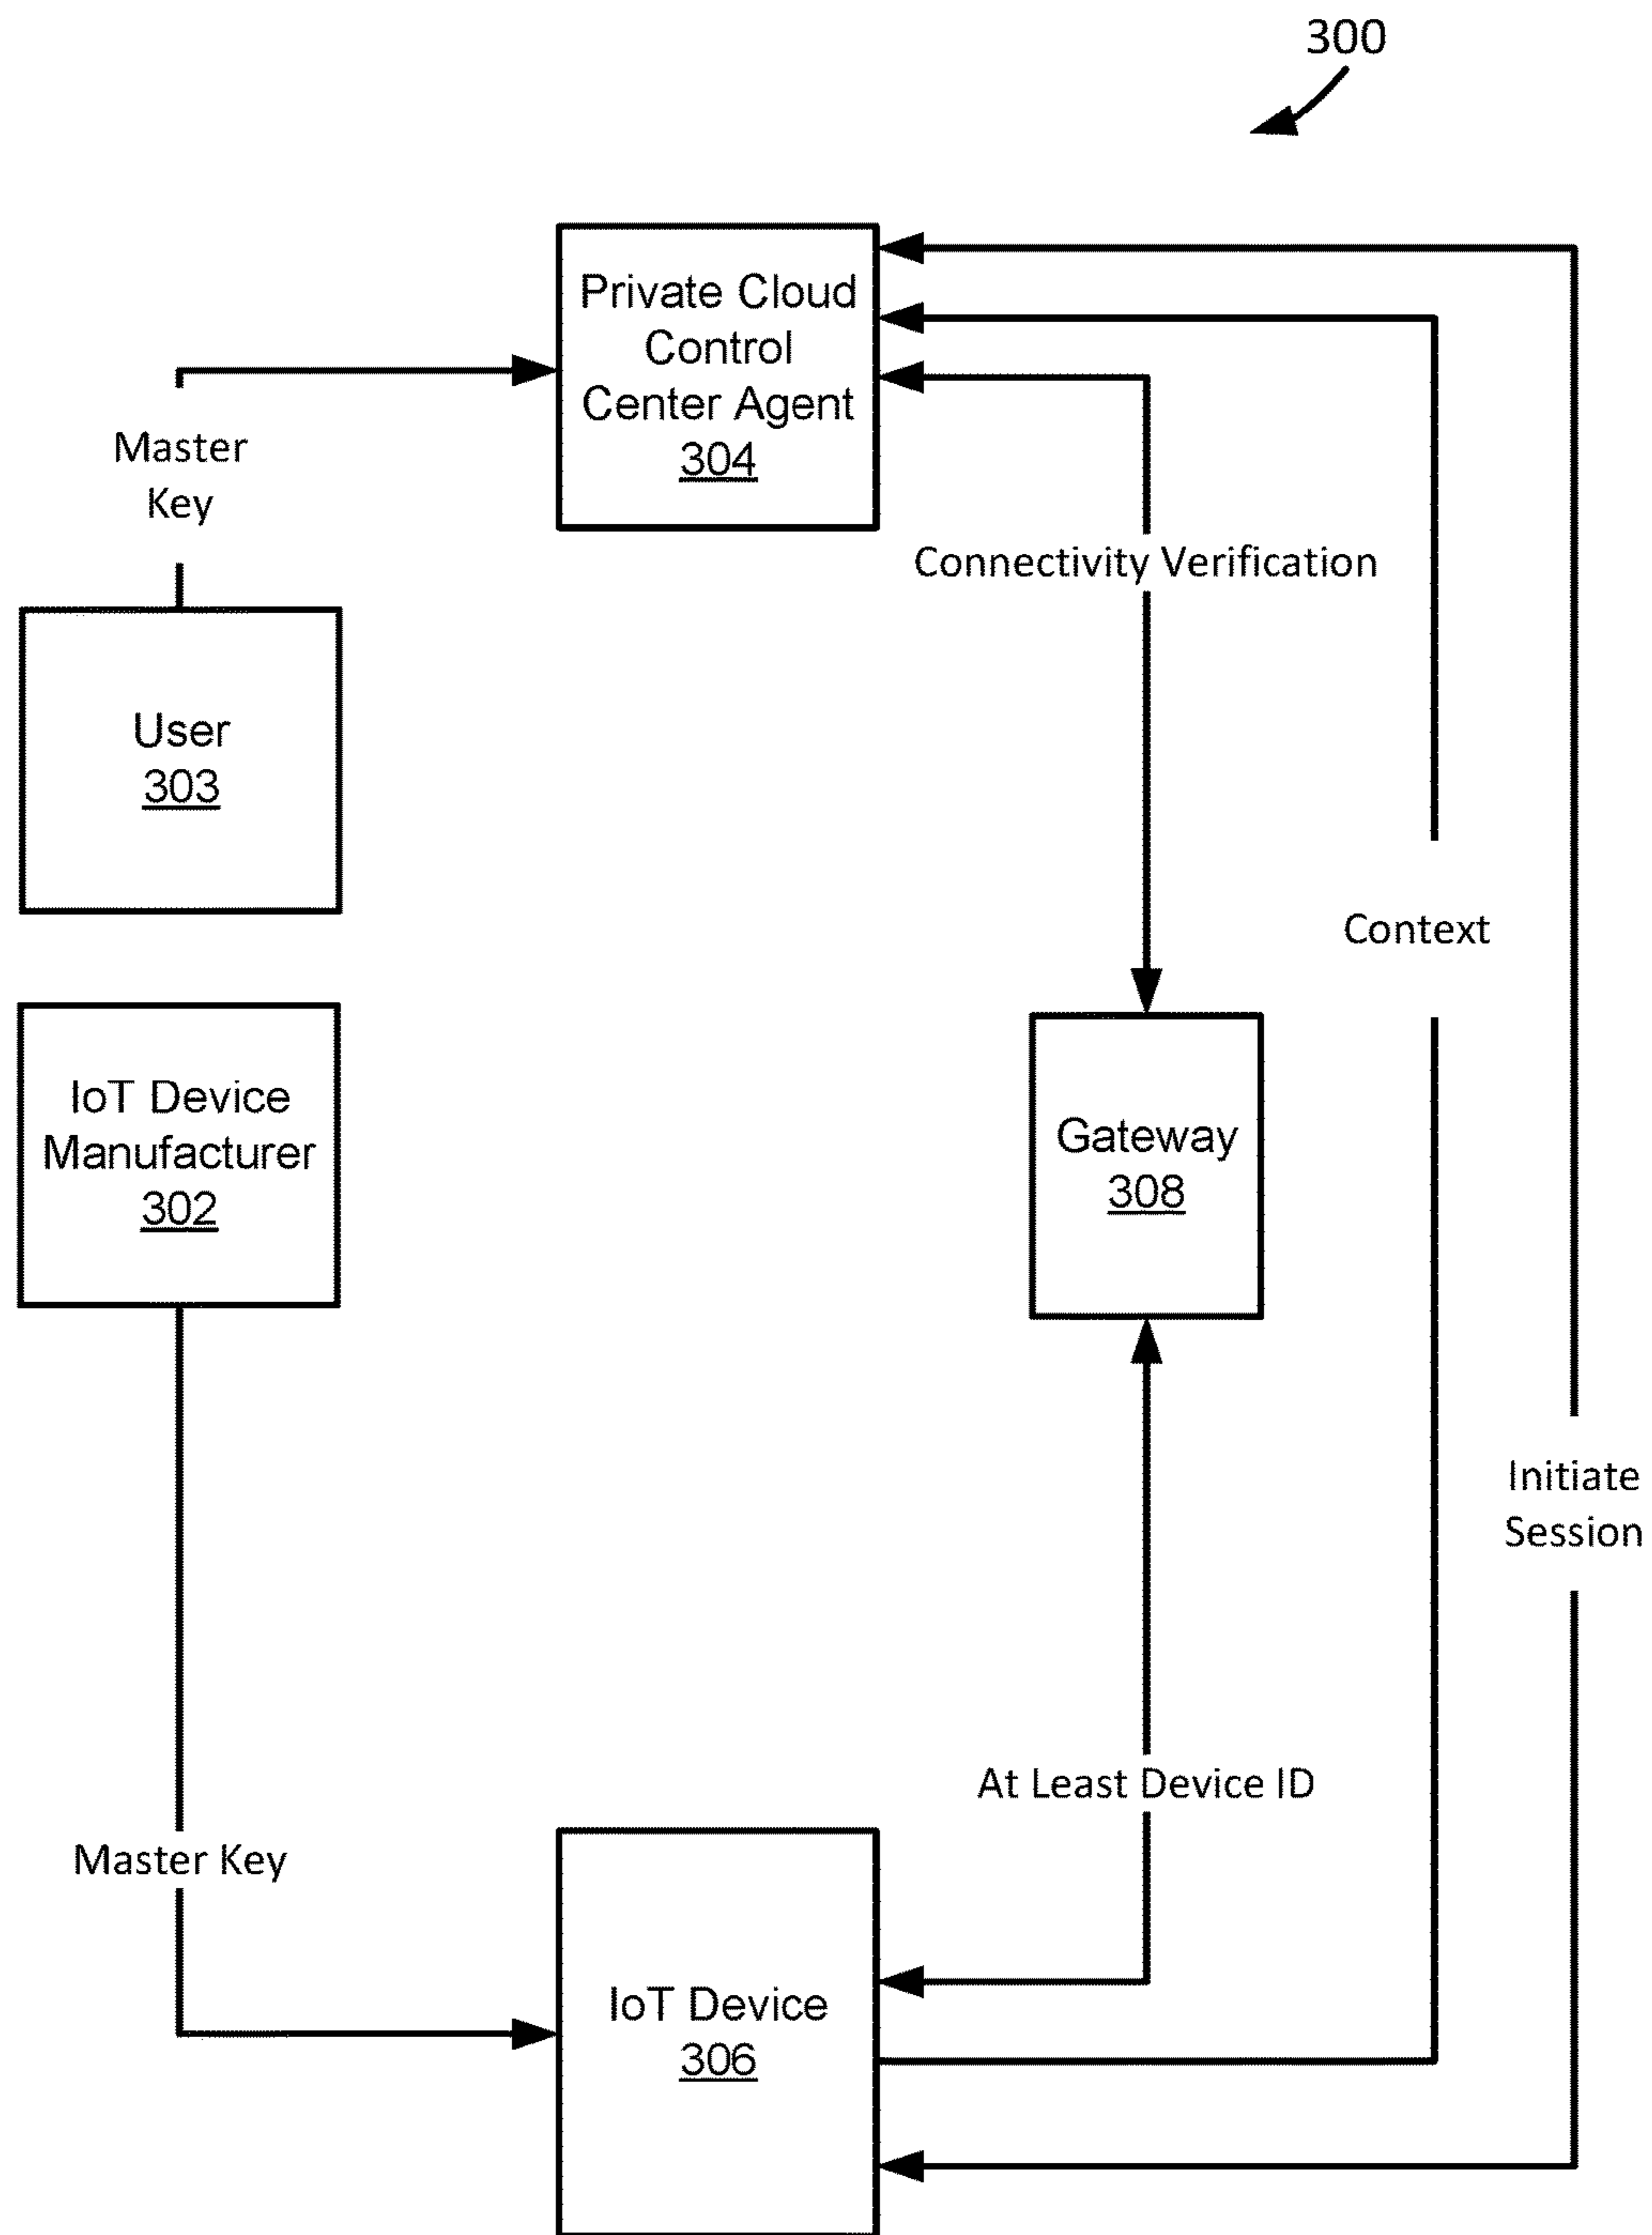 300
Private Cloud
Control
Center Agent
304
Master
Key
Connectivity Verification
User
303
Context
IoT Device
Manufacturer
302
Gateway
308
Initiate
Session
At Least Device ID
Master Key
IoT Device
306